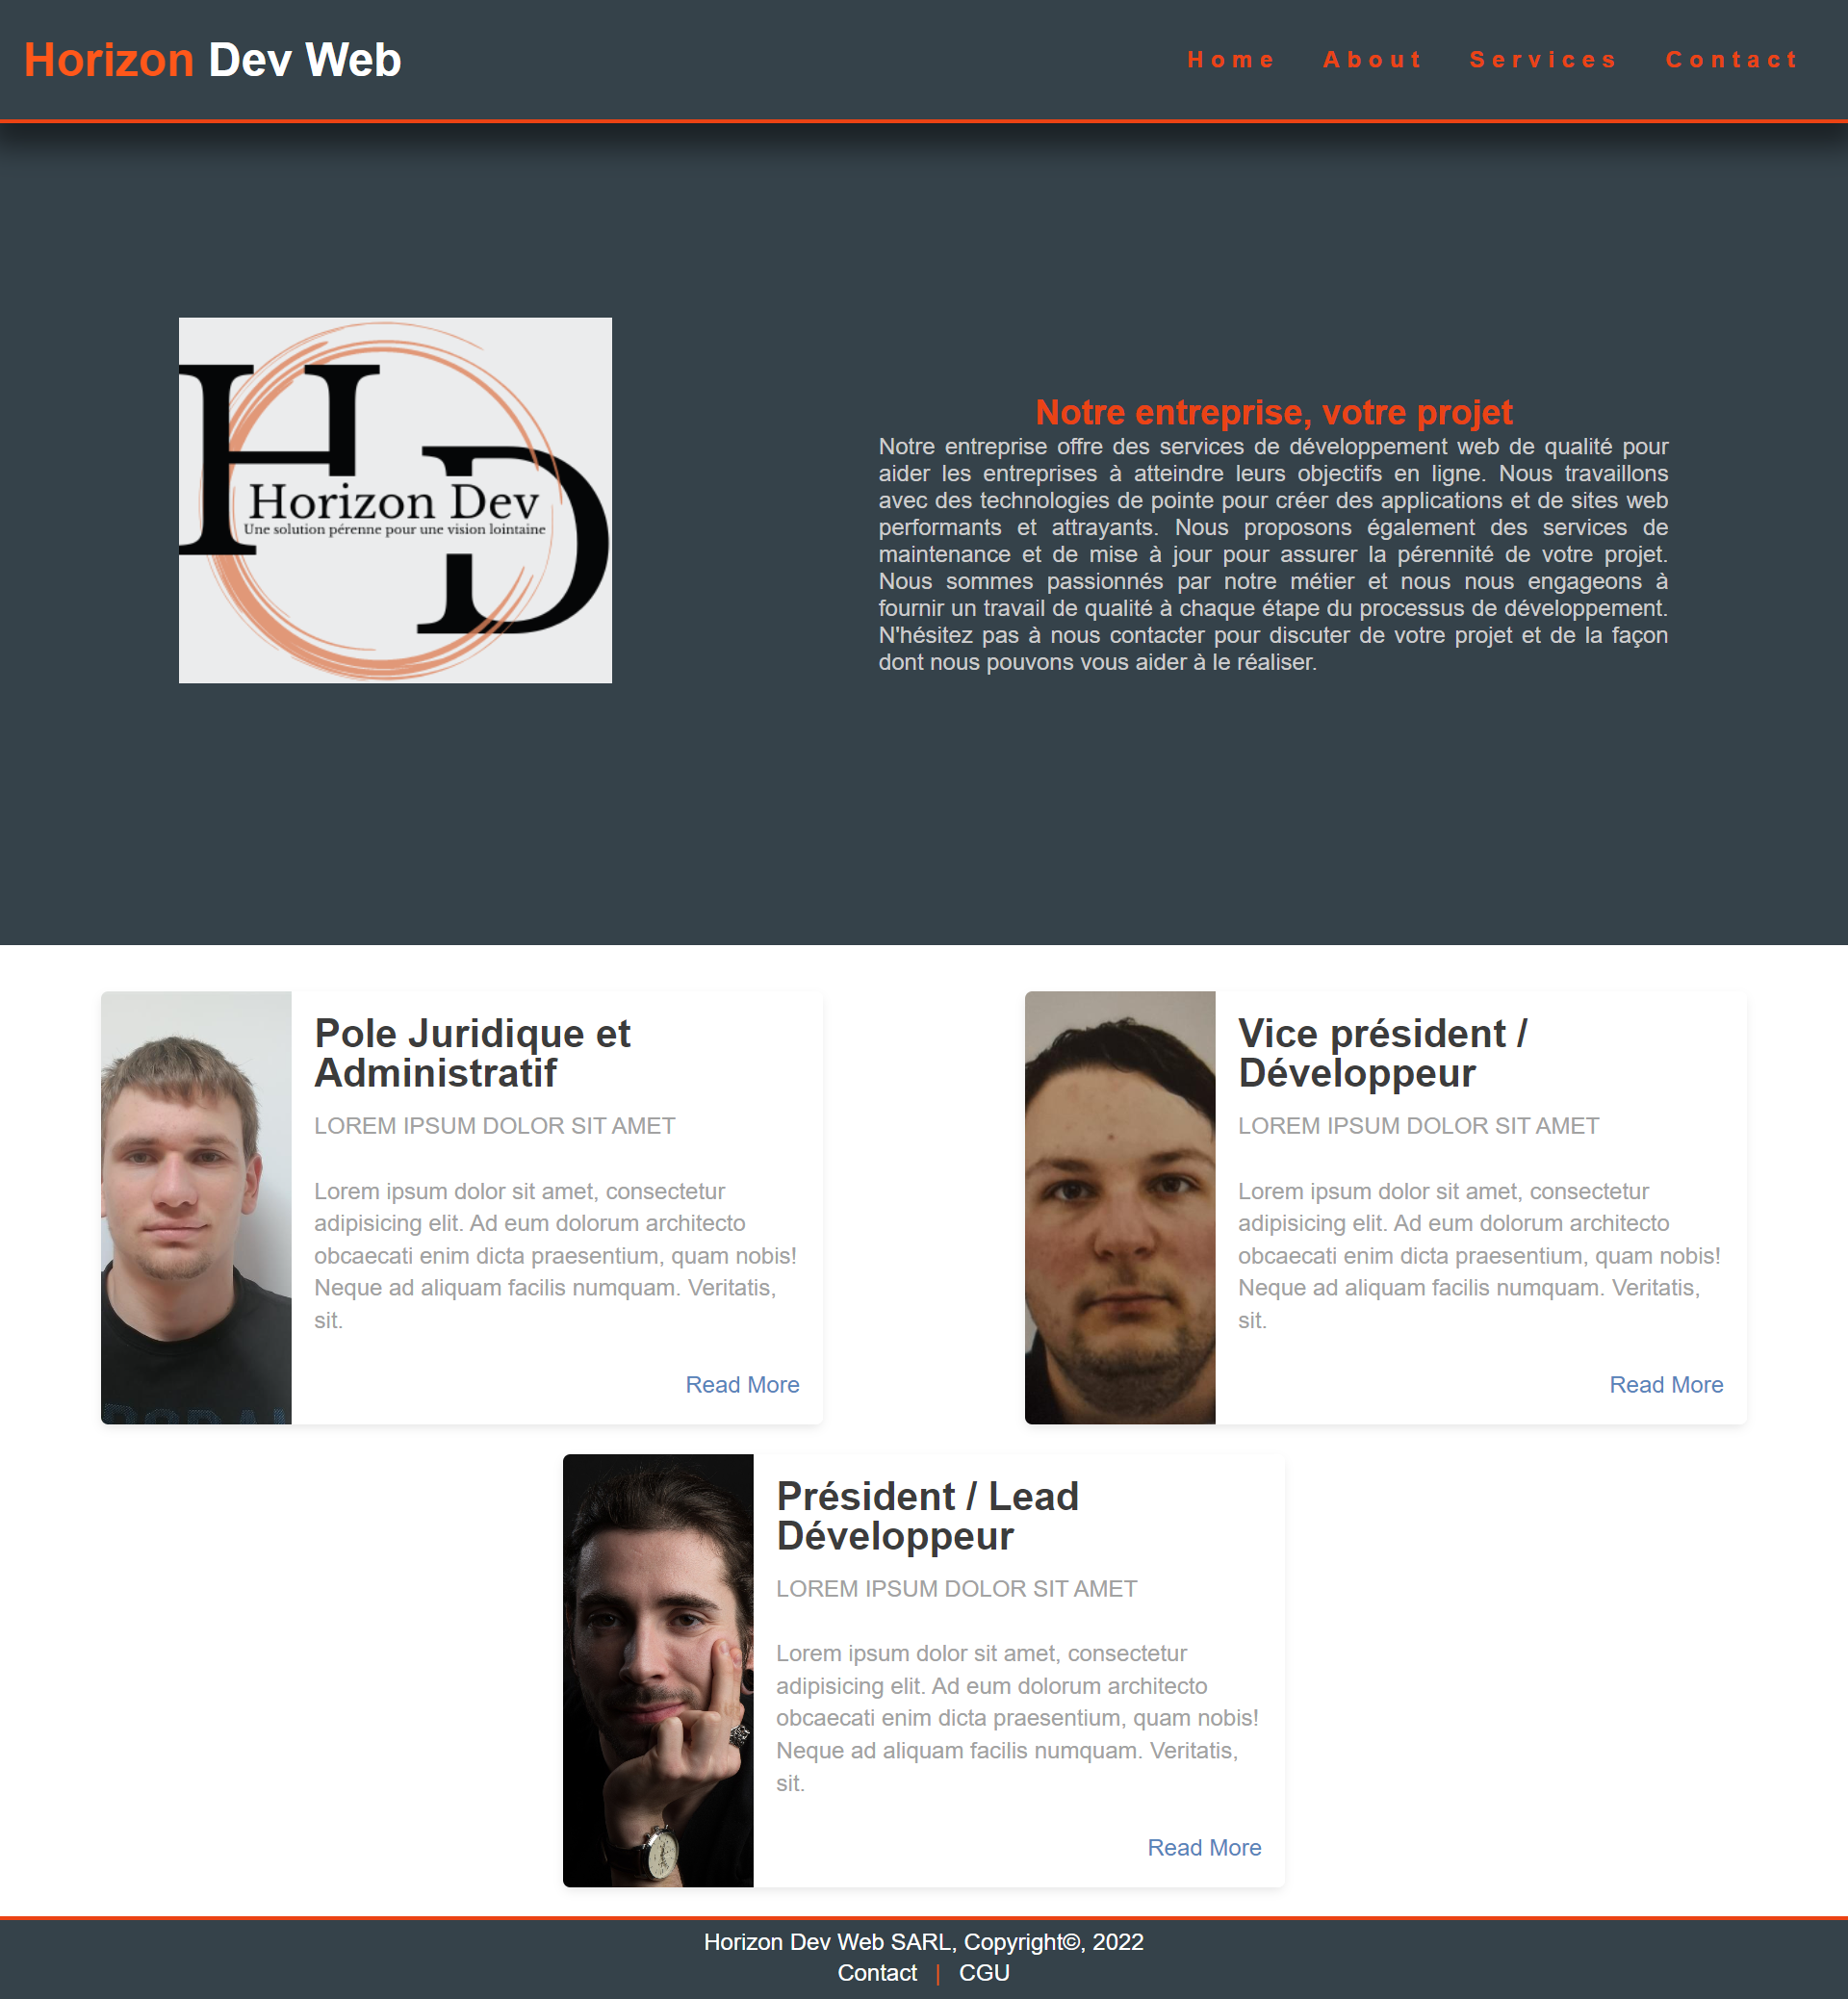 Horizon Dev Web
Home About Services Contact
Horizon Dev
Une solution pérenne pour une vision lointaine
Notre entreprise, votre projet
Notre entreprise offre des services de développement web de qualité pour
aider les entreprises à atteindre leurs objectifs en ligne. Nous travaillons
avec des technologies de pointe pour créer des applications et de sites web
performants et attrayants. Nous proposons également des services de
maintenance et de mise à jour pour assurer la pérennité de votre projet.
Nous sommes passionnés par notre métier et nous nous engageons à
fournir un travail de qualité à chaque étape du processus de développement.
N'hésitez pas à nous contacter pour discuter de votre projet et de la façon
dont nous pouvons vous aider à le réaliser.
Pole Juridique et
Administratif
LOREM IPSUM DOLOR SIT AMET
Lorem ipsum dolor sit amet, consectetur
adipisicing elit. Ad eum dolorum architecto
obcaecati enim dicta praesentium, quam nobis!
Neque ad aliquam facilis numquam. Veritatis,
sit.
Read More
Vice président /
Développeur
LOREM IPSUM DOLOR SIT AMET
Lorem ipsum dolor sit amet, consectetur
adipisicing elit. Ad eum dolorum architecto
obcaecati enim dicta praesentium, quam nobis!
Neque ad aliquam facilis numquam. Veritatis,
sit.
Read More
Président / Lead
Développeur
LOREM IPSUM DOLOR SIT AMET
Lorem ipsum dolor sit amet, consectetur
adipisicing elit. Ad eum dolorum architecto
obcaecati enim dicta praesentium, quam nobis!
Neque ad aliquam facilis numquam. Veritatis,
sit.
Read More
Horizon Dev Web SARL, Copyright©, 2022
Contact | CGU